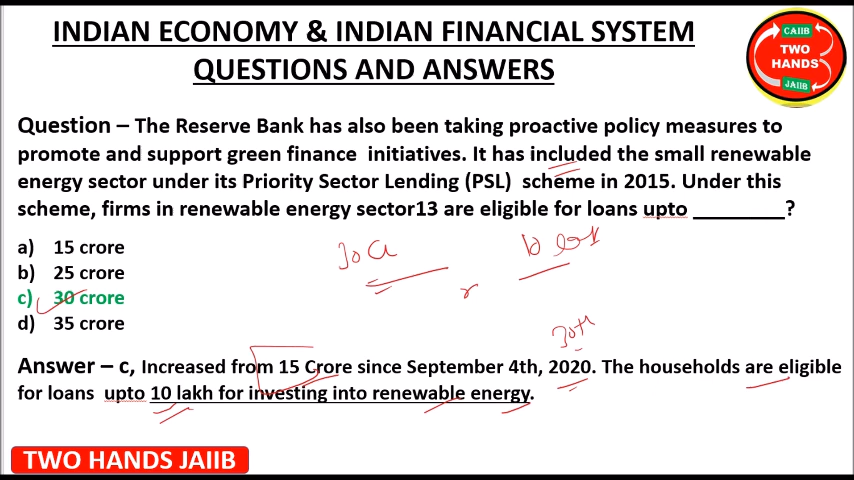 INDIAN ECONOMY & INDIAN FINANCIAL SYSTEM
QUESTIONS AND ANSWERS
CAIIB
TWO
HANDS
JAIIB
Question – The Reserve Bank has also been taking proactive policy measures to
promote and support green finance initiatives. It has included the small renewable
energy sector under its Priority Sector Lending (PSL) scheme in 2015. Under this
scheme, firms in renewable energy sector13 are eligible for loans upto ________?
a) 15 crore
b) 25 crore
c) 30 crore
d) 35 crore
Answer – c, Increased from 15 Crore since September 4th, 2020. The households are eligible
for loans upto 10 lakh for investing into renewable energy.
TWO HANDS JAIIB